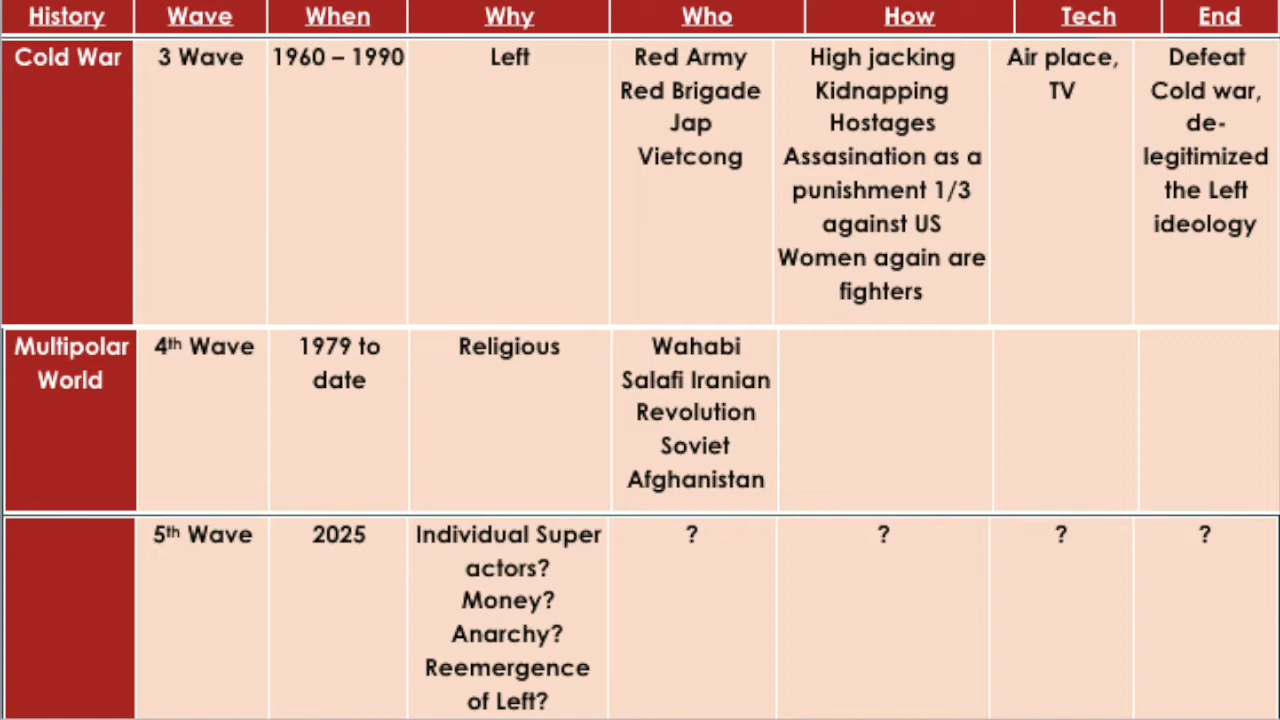 History Wave When Why Who How Tech End
Cold War 3 Wave 1960 – 1990 Left Red Army High jacking Air place, Defeat
Red Brigade Kidnapping TV Cold war,
Jap Hostages de-
Vietcong Assasination as a legitimized
punishment 1/3 the Left
against US ideology
Women again are
fighters
Multipolar 4th Wave 1979 to Religious Wahabi
World date Salafi Iranian
Revolution
Soviet
Afghanistan
5th Wave 2025 Individual Super ? ? ? ?
actors?
Money?
Anarchy?
Reemergence
of Left?